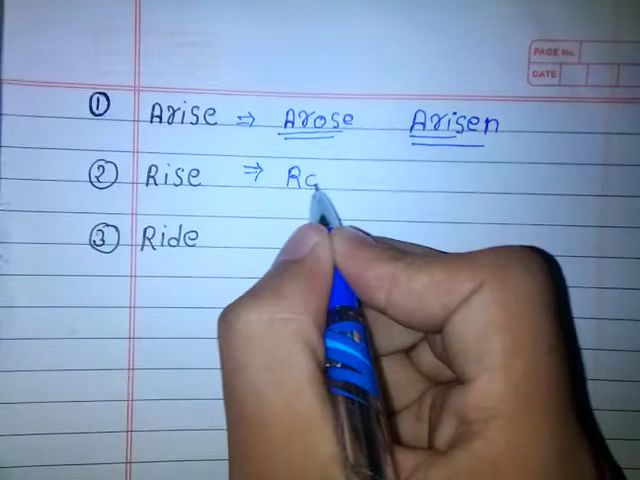 PAGE No.
DATE
① Arise ⇒ Arose Arisen
② Rise ⇒ Ro
③ Ride